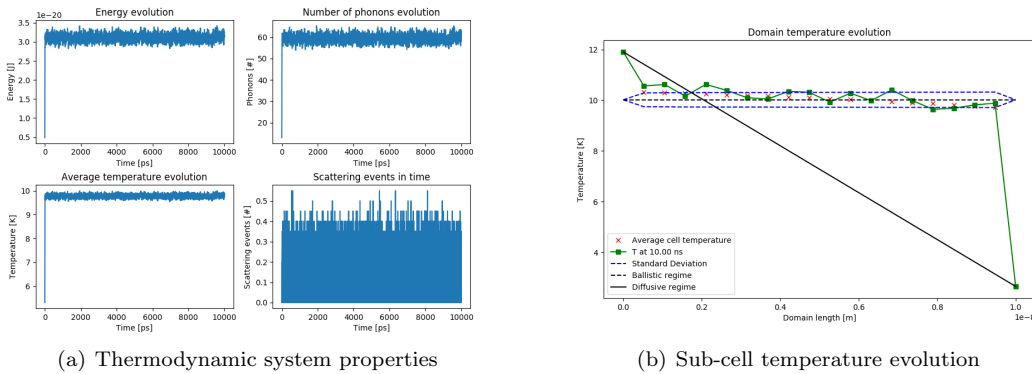 Energy evolution
1e−20
3.5
3.0
2.5
2.0
1.5
1.0
0.5
Energy [J]
0 2000 4000 6000 8000 10000
Time [ps]
Number of phonons evolution
60
50
40
30
20
Phonons [#]
0 2000 4000 6000 8000 10000
Time [ps]
Average temperature evolution
10
9
8
7
6
Temperature [K]
0 2000 4000 6000 8000 10000
Time [ps]
Scattering events in time
0.5
0.4
0.3
0.2
0.1
0.0
Scattering events [#]
0 2000 4000 6000 8000 10000
Time [ps]
(a) Thermodynamic system properties
Domain temperature evolution
12
10
8
6
4
Temperature [K]
Average cell temperature
T at 10.00 ns
Standard Deviation
Ballistic regime
Diffusive regime
0.0 0.2 0.4 0.6 0.8 1.0
Domain length [m]
(b) Sub-cell temperature evolution